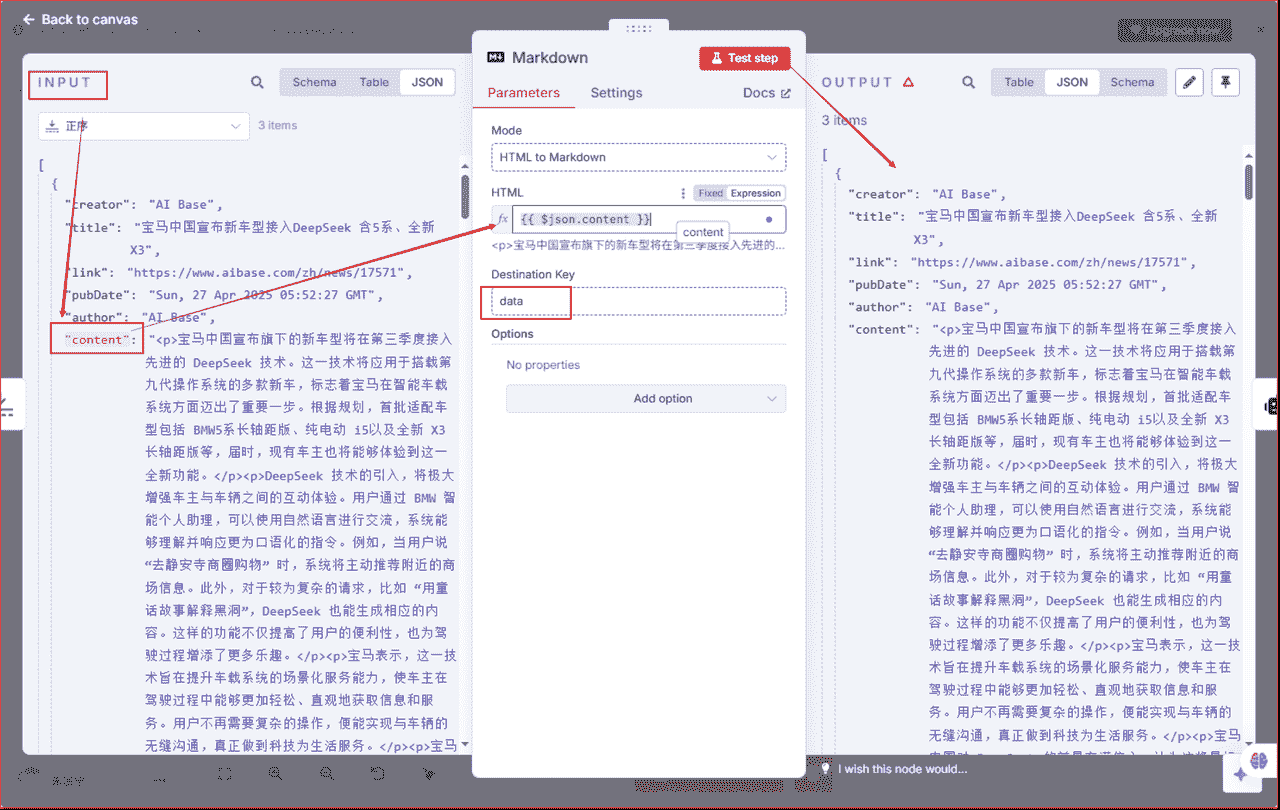 Back to canvas
INPUT
Schema
Table
JSON
正序
3 items
[
{
"creator": "AI Base",
"title": "宝马中国宣布新车型接入DeepSeek 含5系、全新
X3",
"link": "https://www.aibase.com/zh/news/17571",
"pubDate": "Sun, 27 Apr 2025 05:52:27 GMT",
"author": "AI Base",
"content": "<p>宝马中国宣布旗下的新车型将在第三季度接入
先进的 DeepSeek 技术。这一技术将应用于搭载第
九代操作系统的多款新车，标志着宝马在智能车载
系统方面迈出了重要一步。根据规划，首批适配车
型包括 BMW5系长轴距版、纯电动 i5以及全新 X3
长轴距版等，届时，现有车主也将能够体验到这一
全新功能。</p><p>DeepSeek 技术的引入，将极大
增强车主与车辆之间的互动体验。用户通过 BMW 智
能个人助理，可以使用自然语言进行交流，系统能
够理解并响应更为口语化的指令。例如，当用户说
“去静安寺商圈购物” 时，系统将主动推荐附近的商
场信息。此外，对于较为复杂的请求，比如 “用童
话故事解释黑洞”，DeepSeek 也能生成相应的内
容。这样的功能不仅提高了用户的便利性，也为驾
驶过程增添了更多乐趣。</p><p>宝马表示，这一技
术旨在提升车载系统的场景化服务能力，使车主在
驾驶过程中能够更加轻松、直观地获取信息和服
务。用户不再需要复杂的操作，便能实现与车辆的
无缝沟通，真正做到科技为生活服务。</p><p>宝马
Markdown
Test step
Parameters
Settings
Docs
Mode
HTML to Markdown
HTML
Fixed
Expression
fx
{{ $json.content }}
content
<p>宝马中国宣布旗下的新车型将在第三季度接入先进的...
Destination Key
data
Options
No properties
Add option
OUTPUT
Table
JSON
Schema
3 items
[
{
"creator": "AI Base",
"title": "宝马中国宣布新车型接入DeepSeek 含5系、全新
X3",
"link": "https://www.aibase.com/zh/news/17571",
"pubDate": "Sun, 27 Apr 2025 05:52:27 GMT",
"author": "AI Base",
"content": "<p>宝马中国宣布旗下的新车型将在第三季度接入
先进的 DeepSeek 技术。这一技术将应用于搭载第
九代操作系统的多款新车，标志着宝马在智能车载
系统方面迈出了重要一步。根据规划，首批适配车
型包括 BMW5系长轴距版、纯电动 i5以及全新 X3
长轴距版等，届时，现有车主也将能够体验到这一
全新功能。</p><p>DeepSeek 技术的引入，将极大
增强车主与车辆之间的互动体验。用户通过 BMW 智
能个人助理，可以使用自然语言进行交流，系统能
够理解并响应更为口语化的指令。例如，当用户说
“去静安寺商圈购物” 时，系统将主动推荐附近的商
场信息。此外，对于较为复杂的请求，比如 “用童
话故事解释黑洞”，DeepSeek 也能生成相应的内
容。这样的功能不仅提高了用户的便利性，也为驾
驶过程增添了更多乐趣。</p><p>宝马表示，这一技
术旨在提升车载系统的场景化服务能力，使车主在
驾驶过程中能够更加轻松、直观地获取信息和服
务。用户不再需要复杂的操作，便能实现与车辆的
无缝沟通，真正做到科技为生活服务。</p><p>宝马
I wish this node would...